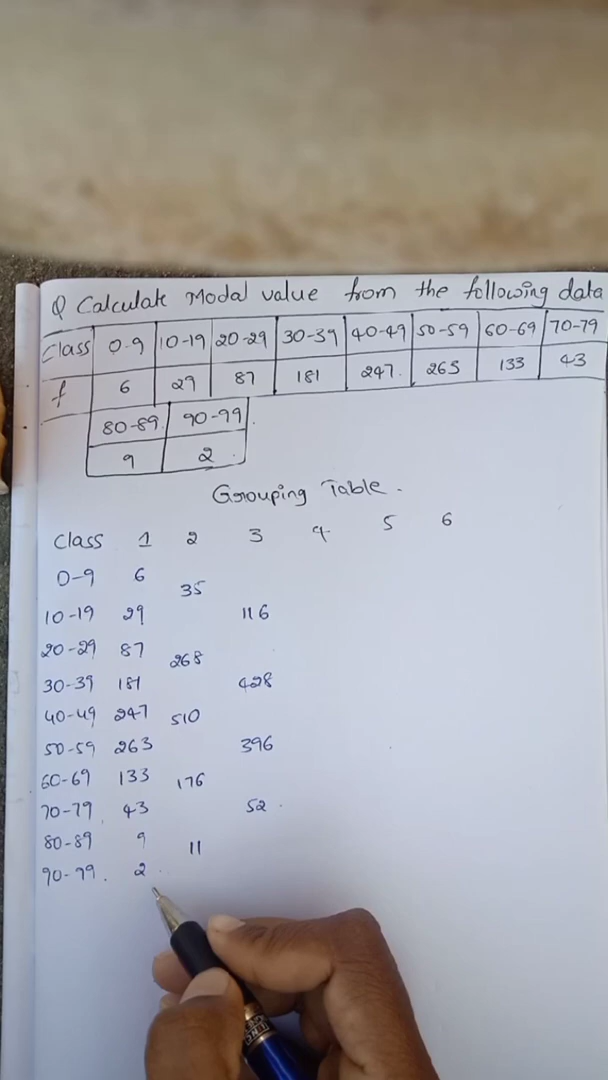 Q Calculate Modal value from the following data
Class 0-9 10-19 20-29 30-39 40-49 50-59 60-69 70-79
f 6 29 87 181 247. 263 133 43
80-89 90-99
9 2
Grouping Table.
Class 1 2 3 4 5 6
0-9 6
35
10-19 29 116
20-29 87
268
30-39 181 428
40-49 247 510
50-59 263 396
60-69 133 176
70-79 43 52
80-89 9
11
90-99. 2